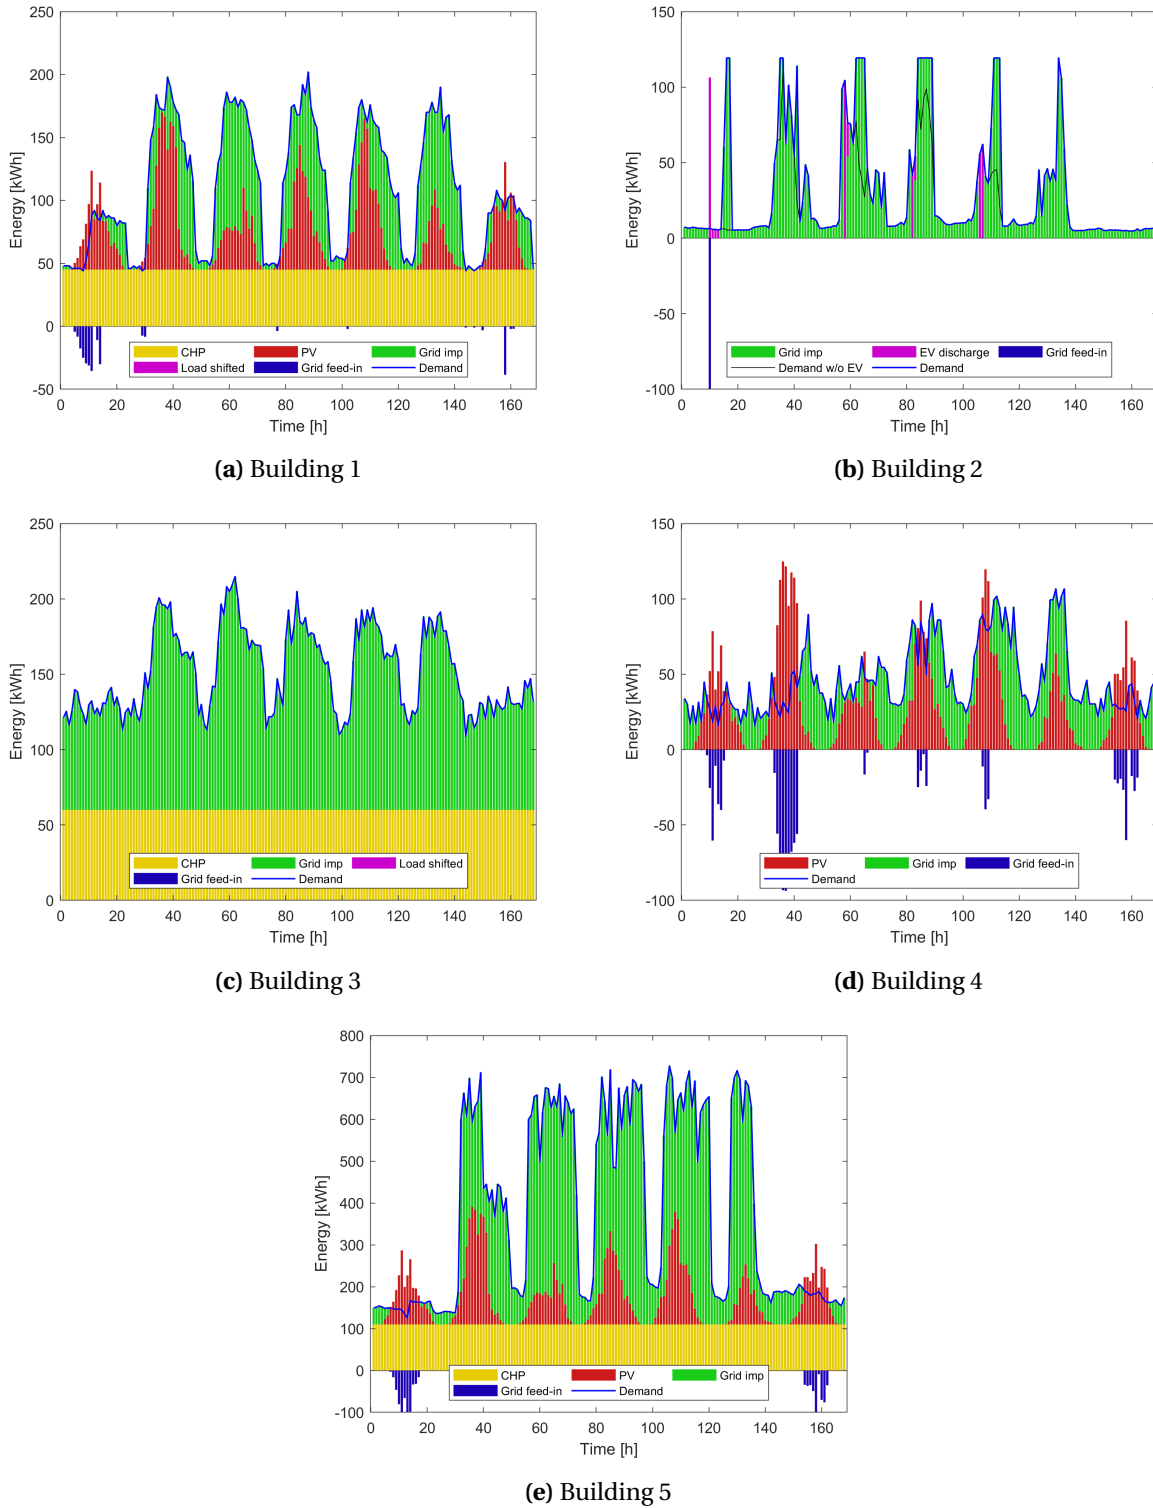 250
200
150
100
50
0
-50
Energy [kWh]
CHP PV Grid imp
Load shifted Grid feed-in Demand
0 20 40 60 80 100 120 140 160
Time [h]
(a) Building 1
150
100
50
0
-50
-100
Energy [kWh]
Grid imp EV discharge Grid feed-in
Demand w/o EV Demand
0 20 40 60 80 100 120 140 160
Time [h]
(b) Building 2
250
200
150
100
50
0
Energy [kWh]
CHP Grid imp Load shifted
Grid feed-in Demand
0 20 40 60 80 100 120 140 160
Time [h]
(c) Building 3
150
100
50
0
-50
-100
Energy [kWh]
PV Grid imp Grid feed-in
Demand
0 20 40 60 80 100 120 140 160
Time [h]
(d) Building 4
800
700
600
500
400
300
200
100
0
-100
Energy [kWh]
CHP PV Grid imp
Grid feed-in Demand
0 20 40 60 80 100 120 140 160
Time [h]
(e) Building 5